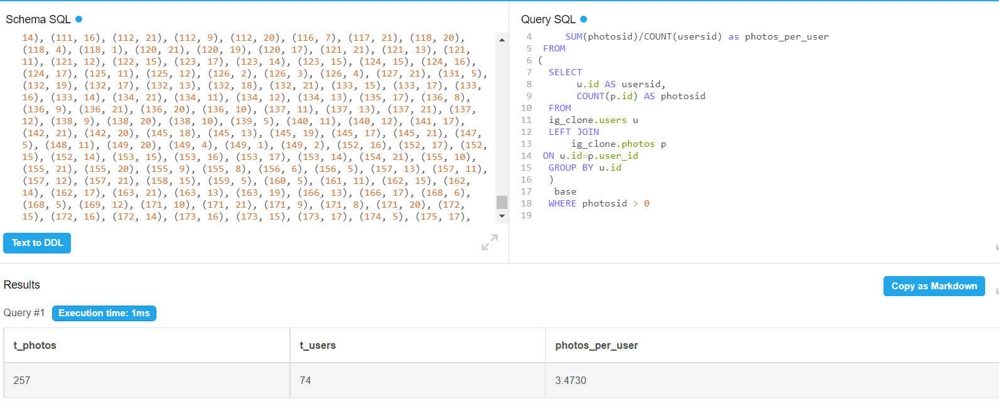 Schema SQL
14), (111, 16), (112, 21), (112, 9), (112, 20), (116, 7), (117, 21), (118, 20),
(118, 4), (118, 1), (120, 21), (120, 19), (120, 17), (121, 21), (121, 13), (121,
11), (121, 12), (122, 15), (123, 17), (123, 14), (123, 15), (124, 15), (124, 16),
(124, 17), (125, 11), (125, 12), (126, 2), (126, 3), (126, 4), (127, 21), (131, 5),
(132, 19), (132, 17), (132, 13), (132, 18), (132, 21), (133, 15), (133, 17), (133,
16), (133, 14), (134, 21), (134, 11), (134, 12), (134, 13), (135, 17), (136, 8),
(136, 9), (136, 21), (136, 20), (136, 10), (137, 11), (137, 13), (137, 21), (137,
12), (138, 9), (138, 20), (138, 10), (139, 5), (140, 11), (140, 12), (141, 17),
(142, 21), (142, 20), (145, 18), (145, 13), (145, 19), (145, 17), (145, 21), (147,
5), (148, 11), (149, 20), (149, 4), (149, 1), (149, 2), (152, 16), (152, 17), (152,
15), (152, 14), (153, 15), (153, 16), (153, 17), (153, 14), (154, 21), (155, 10),
(155, 21), (155, 20), (155, 9), (155, 8), (156, 6), (156, 5), (157, 13), (157, 11),
(157, 12), (157, 21), (158, 15), (159, 5), (160, 5), (161, 11), (162, 15), (162,
14), (162, 17), (163, 21), (163, 13), (163, 19), (166, 13), (166, 17), (168, 6),
(168, 5), (169, 12), (171, 10), (171, 21), (171, 9), (171, 8), (171, 20), (172,
15), (172, 16), (172, 14), (173, 16), (173, 15), (173, 17), (174, 5), (175, 17),
Text to DDL
Query SQL
4 SUM(photosid)/COUNT(usersid) as photos_per_user
5 FROM
6 (
7 SELECT
8 u.id AS usersid,
9 COUNT(p.id) AS photosid
10 FROM
11 ig_clone.users u
12 LEFT JOIN
13 ig_clone.photos p
14 ON u.id=p.user_id
15 GROUP BY u.id
16 )
17 base
18 WHERE photosid > 0
19
Results
Copy as Markdown
Query #1 Execution time: 1ms
t_photos t_users photos_per_user
257 74 3.4730